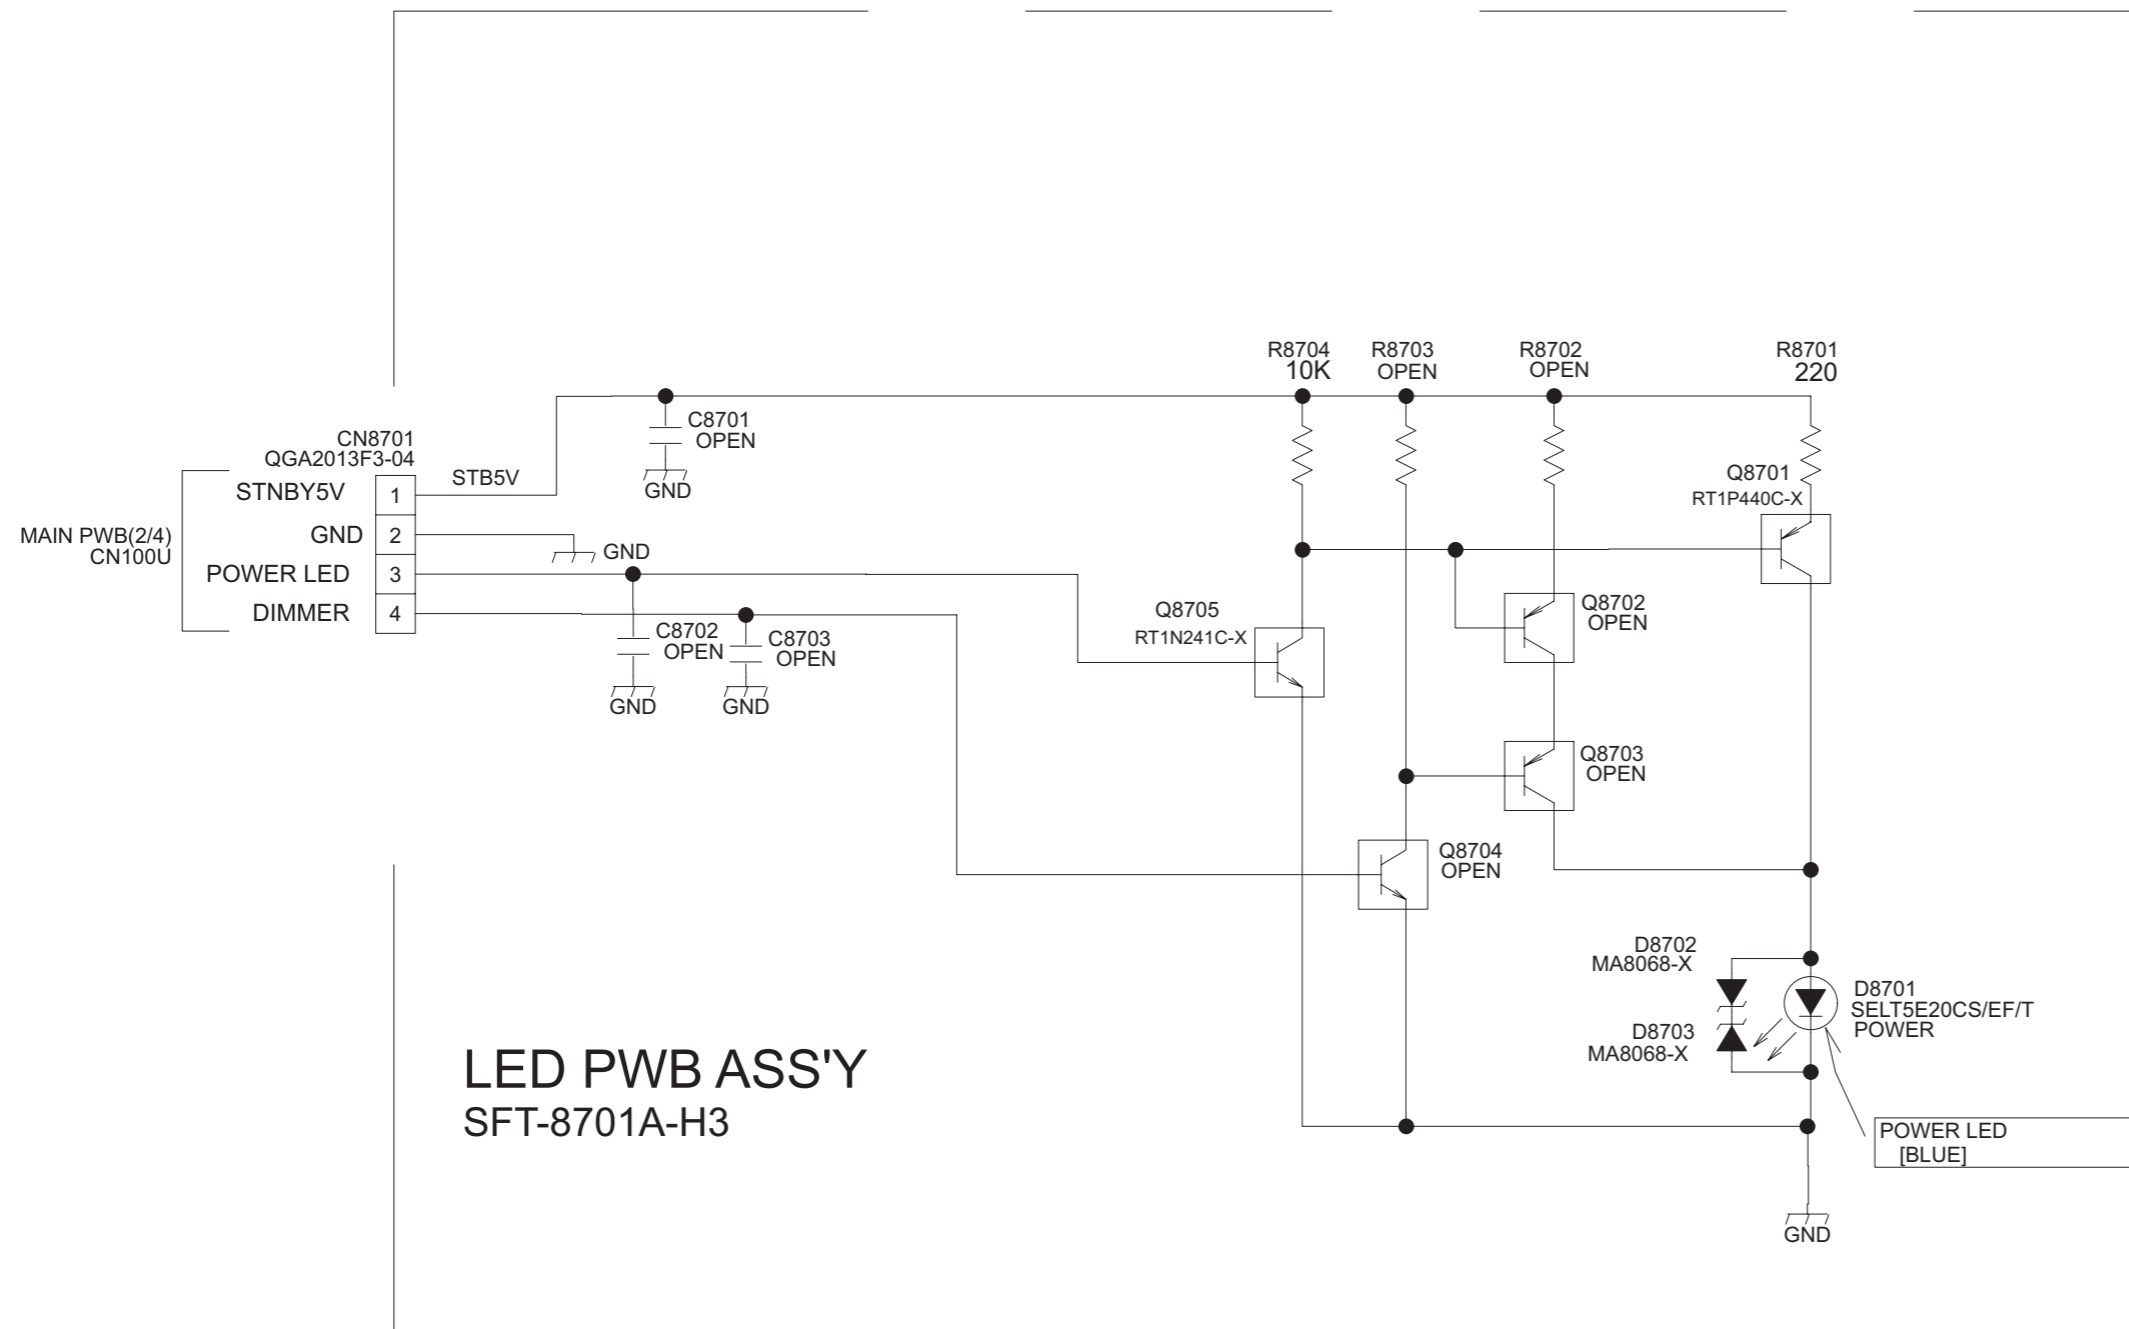 R8704
10K
R8703
OPEN
R8702
OPEN
R8701
220
C8701
OPEN
GND
CN8701
QGA2013F3-04
STNBY5V
1
STB5V
GND
2
GND
POWER LED
3
DIMMER
4
MAIN PWB(2/4)
CN100U
C8702
OPEN
GND
C8703
OPEN
GND
Q8705
RT1N241C-X
Q8701
RT1P440C-X
Q8702
OPEN
Q8703
OPEN
Q8704
OPEN
D8702
MA8068-X
D8703
MA8068-X
D8701
SELT5E20CS/EF/T
POWER
POWER LED
[BLUE]
GND
LED PWB ASS'Y
SFT-8701A-H3